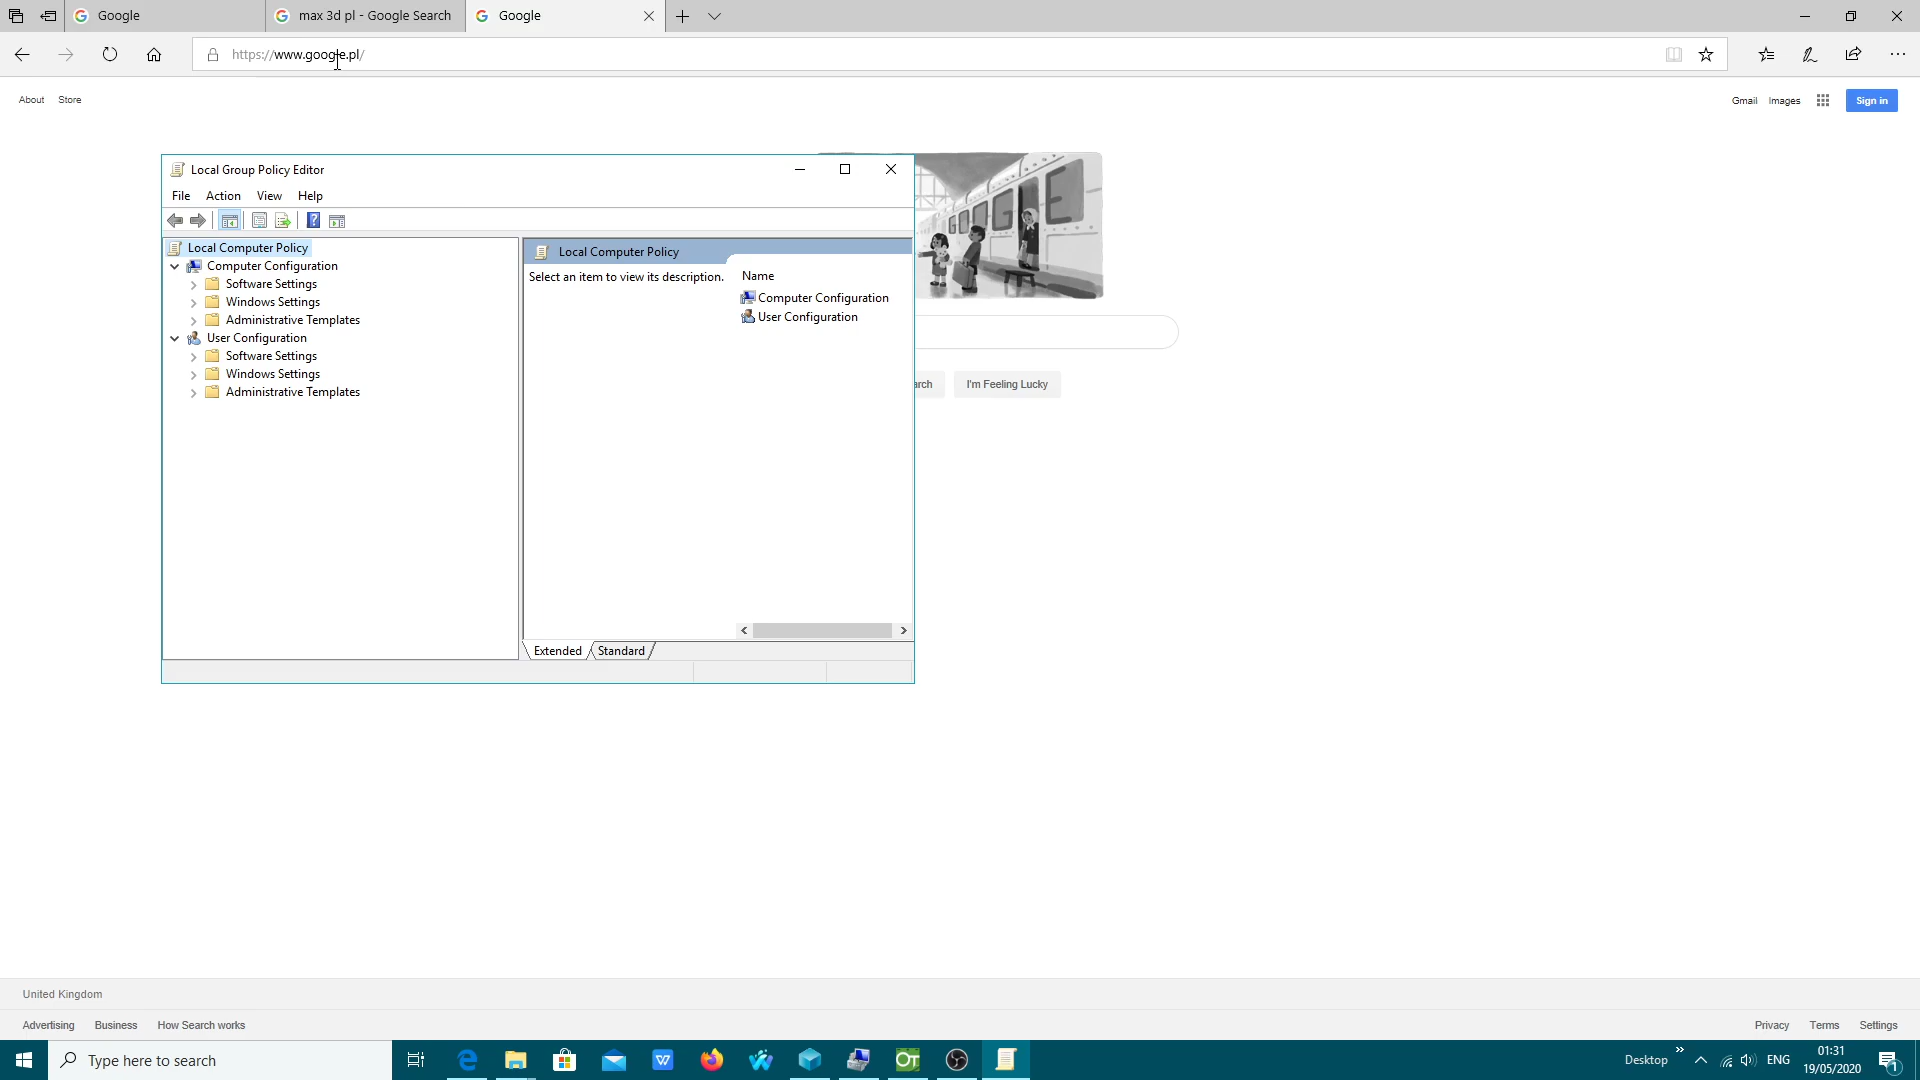 Google
max 3d pl - Google Search
Google
https://www.google.pl/
About
Store
Gmail
Images
Sign in
Local Group Policy Editor
File
Action
View
Help
Local Computer Policy
Computer Configuration
Software Settings
Windows Settings
Administrative Templates
User Configuration
Software Settings
Windows Settings
Administrative Templates
Local Computer Policy
Select an item to view its description.
Name
Computer Configuration
User Configuration
Extended
Standard
arch
I'm Feeling Lucky
United Kingdom
Advertising
Business
How Search works
Privacy
Terms
Settings
Type here to search
Desktop
ENG
01:31
19/05/2020
1